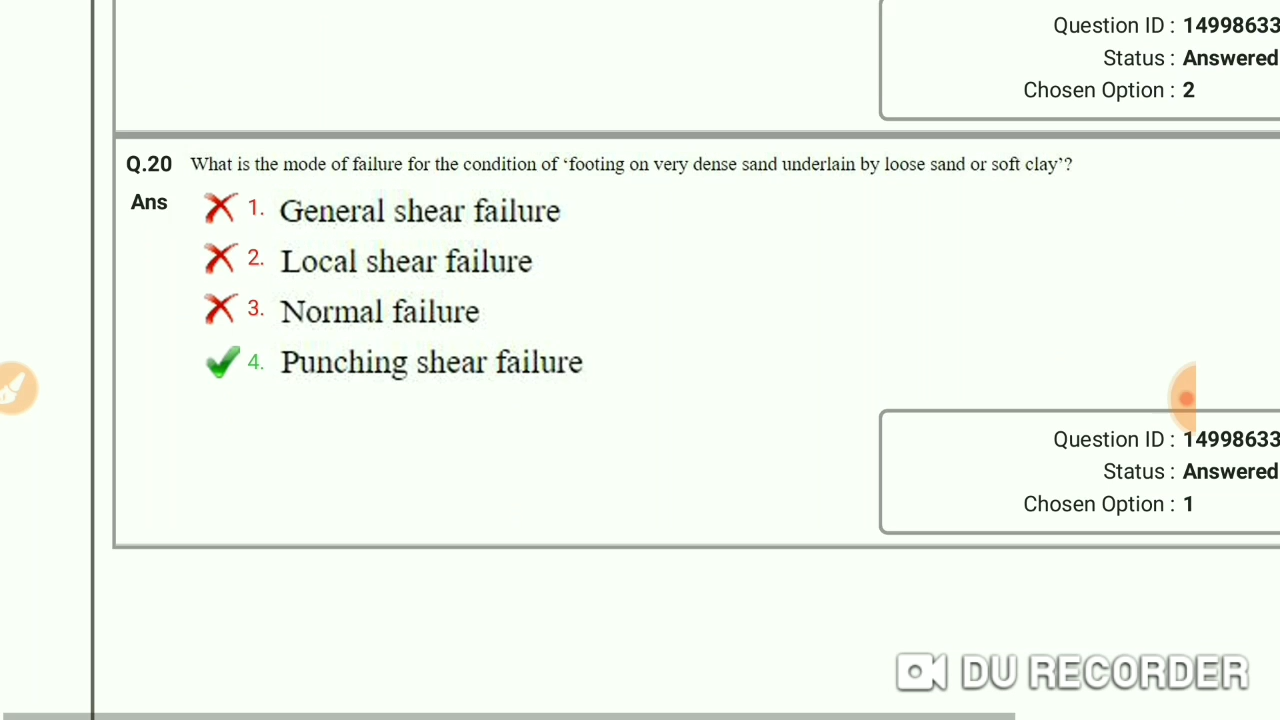 Question ID : 14998633
Status : Answered
Chosen Option : 2
Q.20 What is the mode of failure for the condition of ‘footing on very dense sand underlain by loose sand or soft clay’?
Ans
1. General shear failure
2. Local shear failure
3. Normal failure
4. Punching shear failure
Question ID : 14998633
Status : Answered
Chosen Option : 1
DU RECORDER